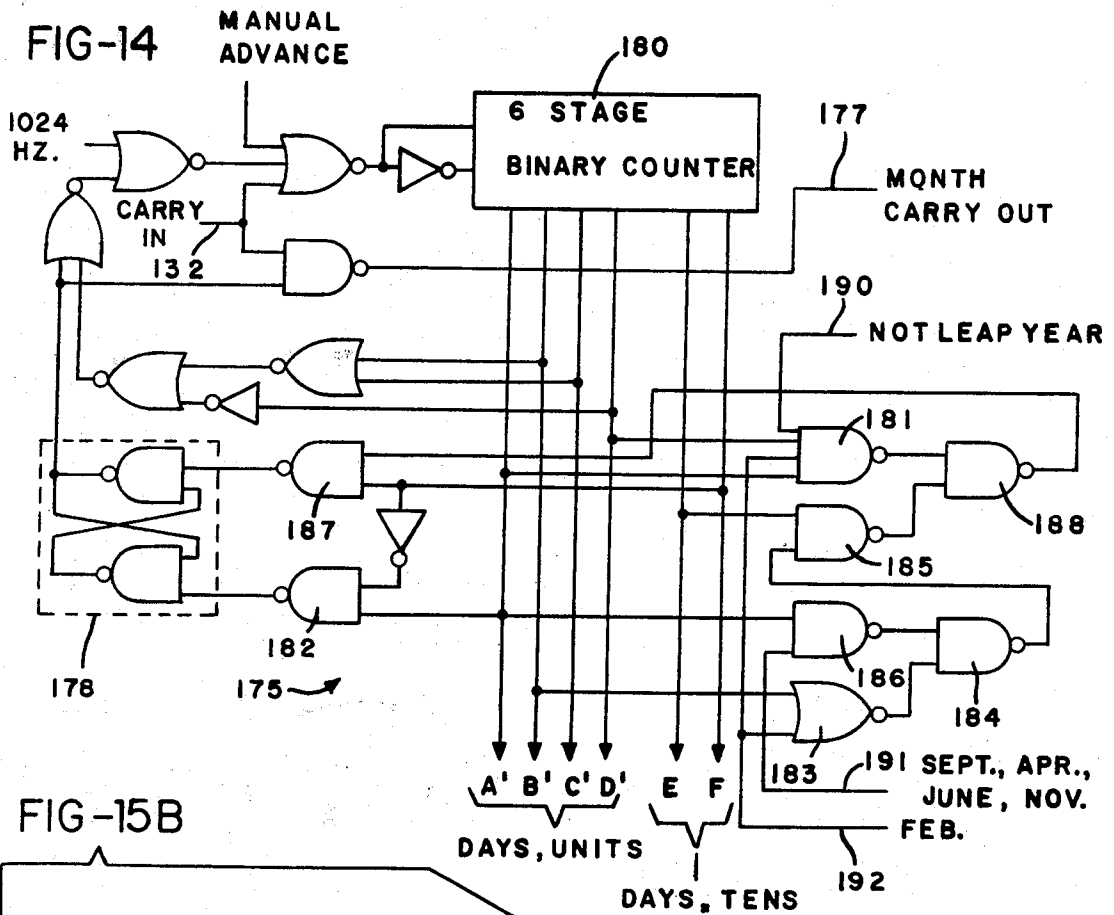 FIG-14
MANUAL
ADVANCE
180
6 STAGE
BINARY COUNTER
1024
HZ.
177
MONTH
CARRY OUT
CARRY
IN
132
190
NOT LEAP YEAR
181
188
187
185
182
186
184
178
175
183
191
SEPT., APR.,
JUNE, NOV.
FEB.
192
A' B' C' D' E F
DAYS, UNITS
DAYS, TENS
FIG-15B